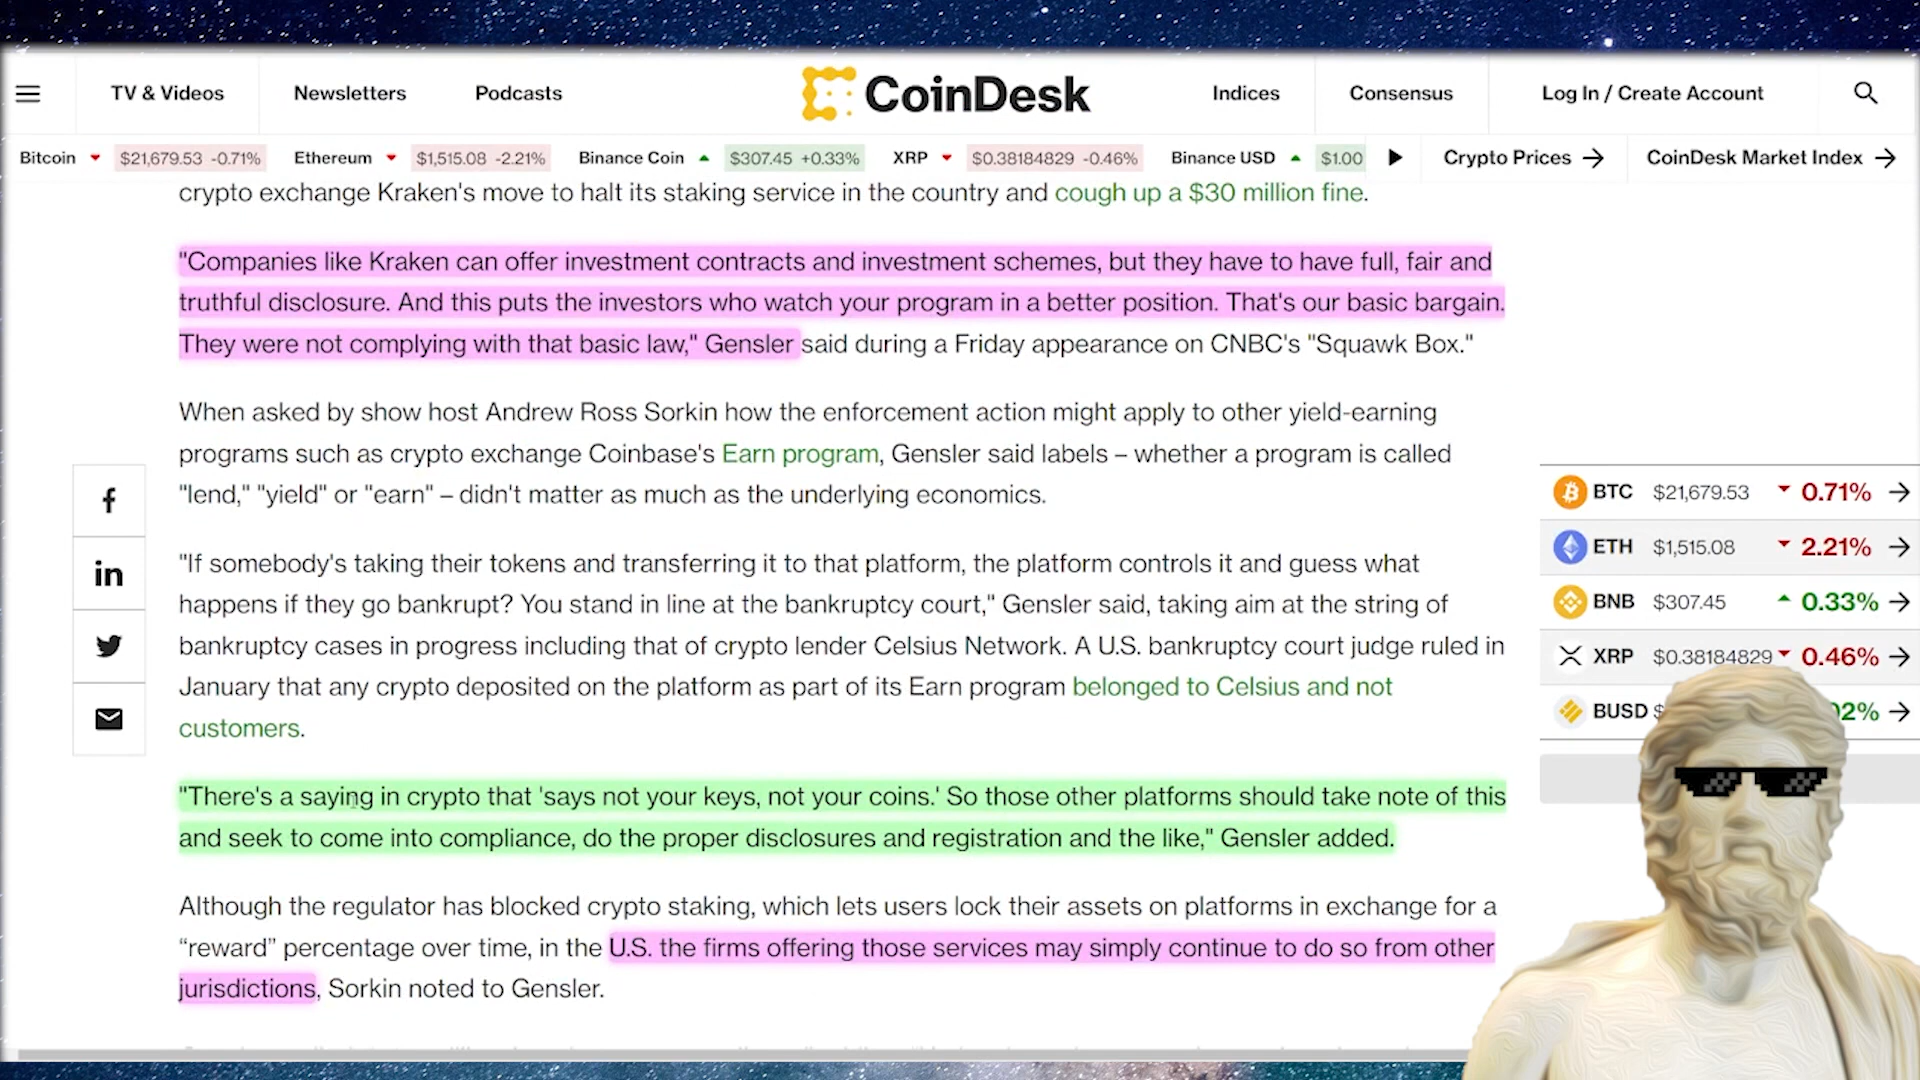 TV & Videos
Newsletters
Podcasts
CoinDesk
Indices
Consensus
Log In / Create Account
Bitcoin $21,679.53 -0.71% Ethereum $1,515.08 -2.21% Binance Coin $307.45 +0.33% XRP $0.38184829 -0.46% Binance USD $1.00 Crypto Prices CoinDesk Market Index
crypto exchange Kraken's move to halt its staking service in the country and cough up a $30 million fine.
"Companies like Kraken can offer investment contracts and investment schemes, but they have to have full, fair and
truthful disclosure. And this puts the investors who watch your program in a better position. That's our basic bargain.
They were not complying with that basic law," Gensler said during a Friday appearance on CNBC's "Squawk Box."
When asked by show host Andrew Ross Sorkin how the enforcement action might apply to other yield-earning
programs such as crypto exchange Coinbase's Earn program, Gensler said labels – whether a program is called
"lend," "yield" or "earn" – didn't matter as much as the underlying economics.
"If somebody's taking their tokens and transferring it to that platform, the platform controls it and guess what
happens if they go bankrupt? You stand in line at the bankruptcy court," Gensler said, taking aim at the string of
bankruptcy cases in progress including that of crypto lender Celsius Network. A U.S. bankruptcy court judge ruled in
January that any crypto deposited on the platform as part of its Earn program belonged to Celsius and not
customers.
"There's a saying in crypto that 'says not your keys, not your coins.' So those other platforms should take note of this
and seek to come into compliance, do the proper disclosures and registration and the like," Gensler added.
Although the regulator has blocked crypto staking, which lets users lock their assets on platforms in exchange for a
“reward” percentage over time, in the U.S. the firms offering those services may simply continue to do so from other
jurisdictions, Sorkin noted to Gensler.
BTC $21,679.53 0.71%
ETH $1,515.08 2.21%
BNB $307.45 0.33%
XRP $0.38184829 0.46%
BUSD $ 02%